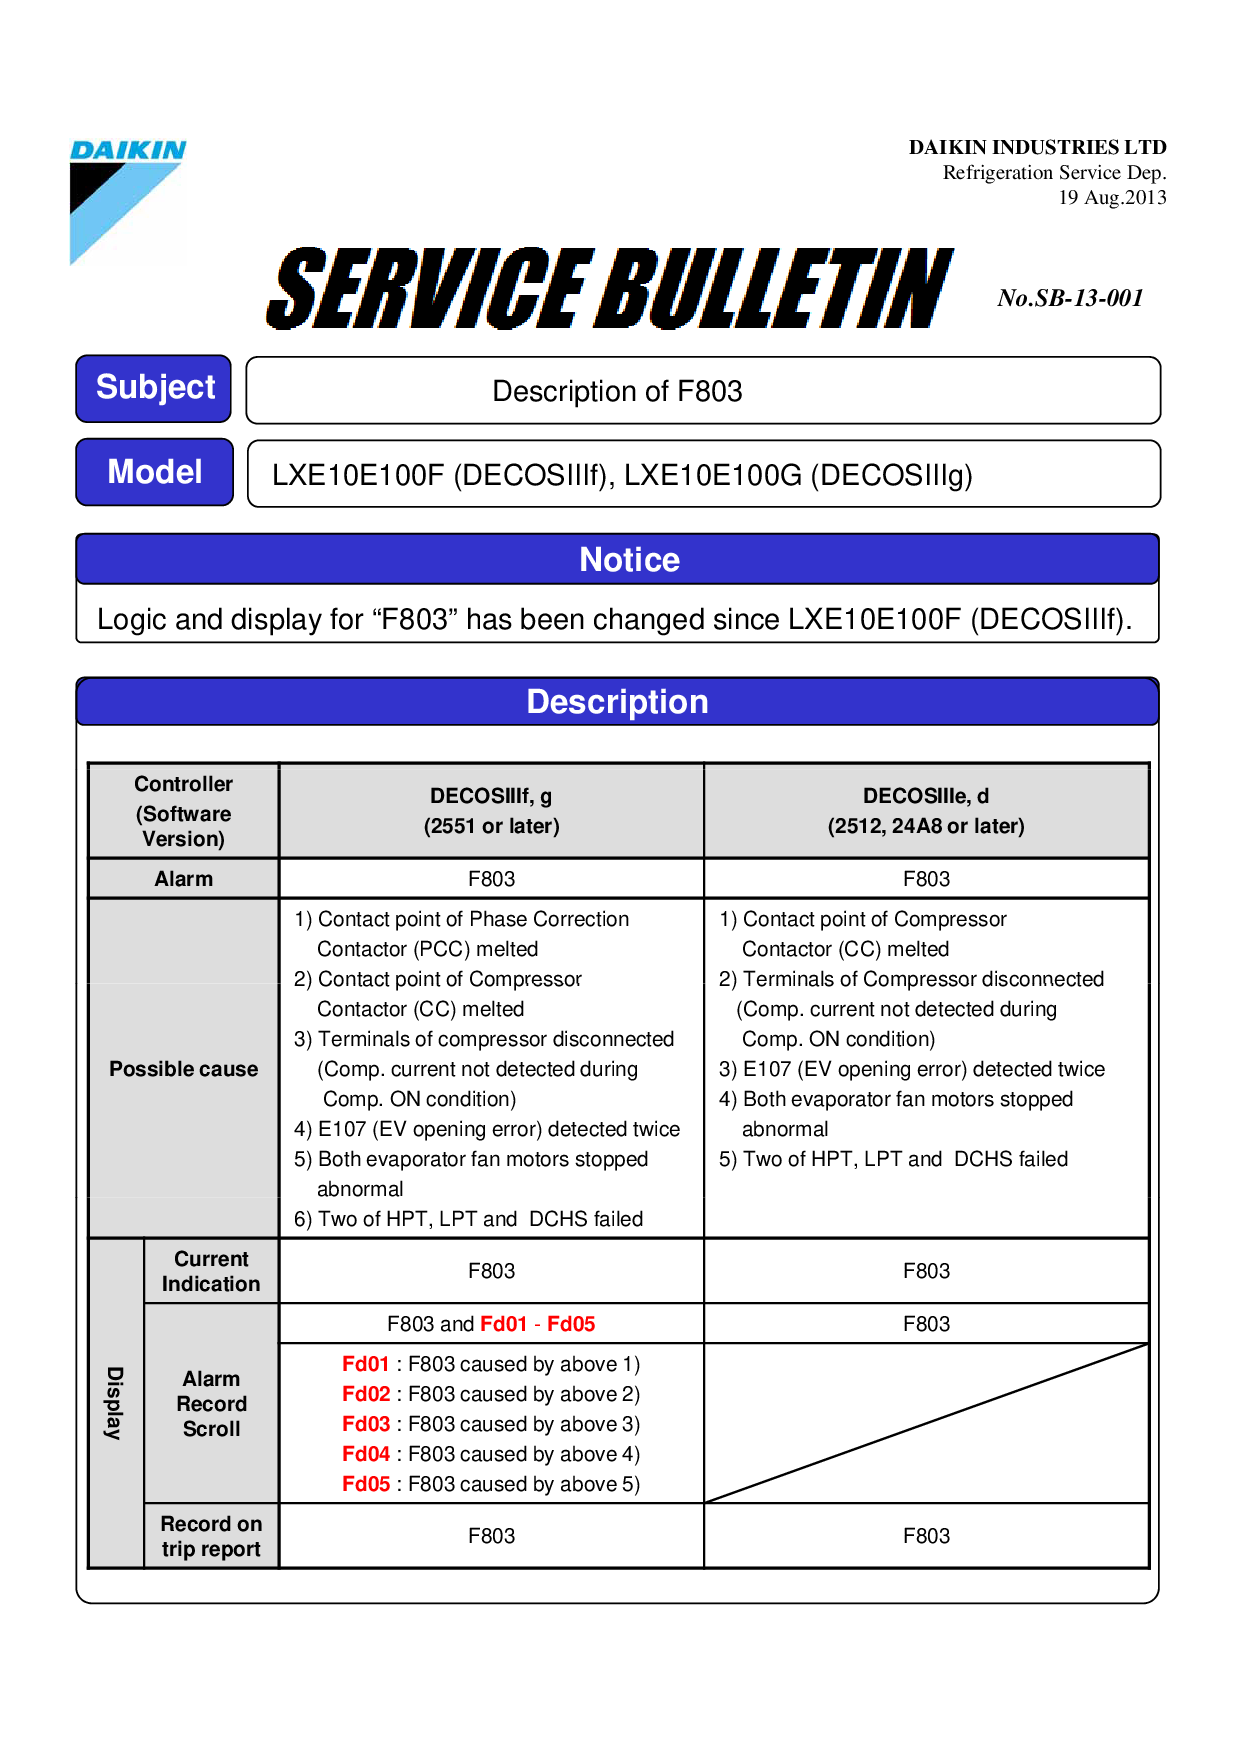 DAIKIN
DAIKIN INDUSTRIES LTD
Refrigeration Service Dep.
19 Aug.2013
SERVICE BULLETIN
No.SB-13-001
Subject
Description of F803
Model
LXE10E100F (DECOSIIIf), LXE10E100G (DECOSIIIg)
Notice
Logic and display for “F803” has been changed since LXE10E100F (DECOSIIIf).
Description
Controller
(Software
Version)
DECOSIIIf, g
(2551 or later)
DECOSIIIe, d
(2512, 24A8 or later)
Alarm
F803
F803
Possible cause
1) Contact point of Phase Correction
Contactor (PCC) melted
2) Contact point of Compressor
Contactor (CC) melted
3) Terminals of compressor disconnected
(Comp. current not detected during
Comp. ON condition)
4) E107 (EV opening error) detected twice
5) Both evaporator fan motors stopped
abnormal
6) Two of HPT, LPT and  DCHS failed
1) Contact point of Compressor
Contactor (CC) melted
2) Terminals of Compressor disconnected
(Comp. current not detected during
Comp. ON condition)
3) E107 (EV opening error) detected twice
4) Both evaporator fan motors stopped
abnormal
5) Two of HPT, LPT and  DCHS failed
Display
Current
Indication
F803
F803
Alarm
Record
Scroll
F803 and Fd01 - Fd05
F803
Fd01 : F803 caused by above 1)
Fd02 : F803 caused by above 2)
Fd03 : F803 caused by above 3)
Fd04 : F803 caused by above 4)
Fd05 : F803 caused by above 5)
Record on
trip report
F803
F803